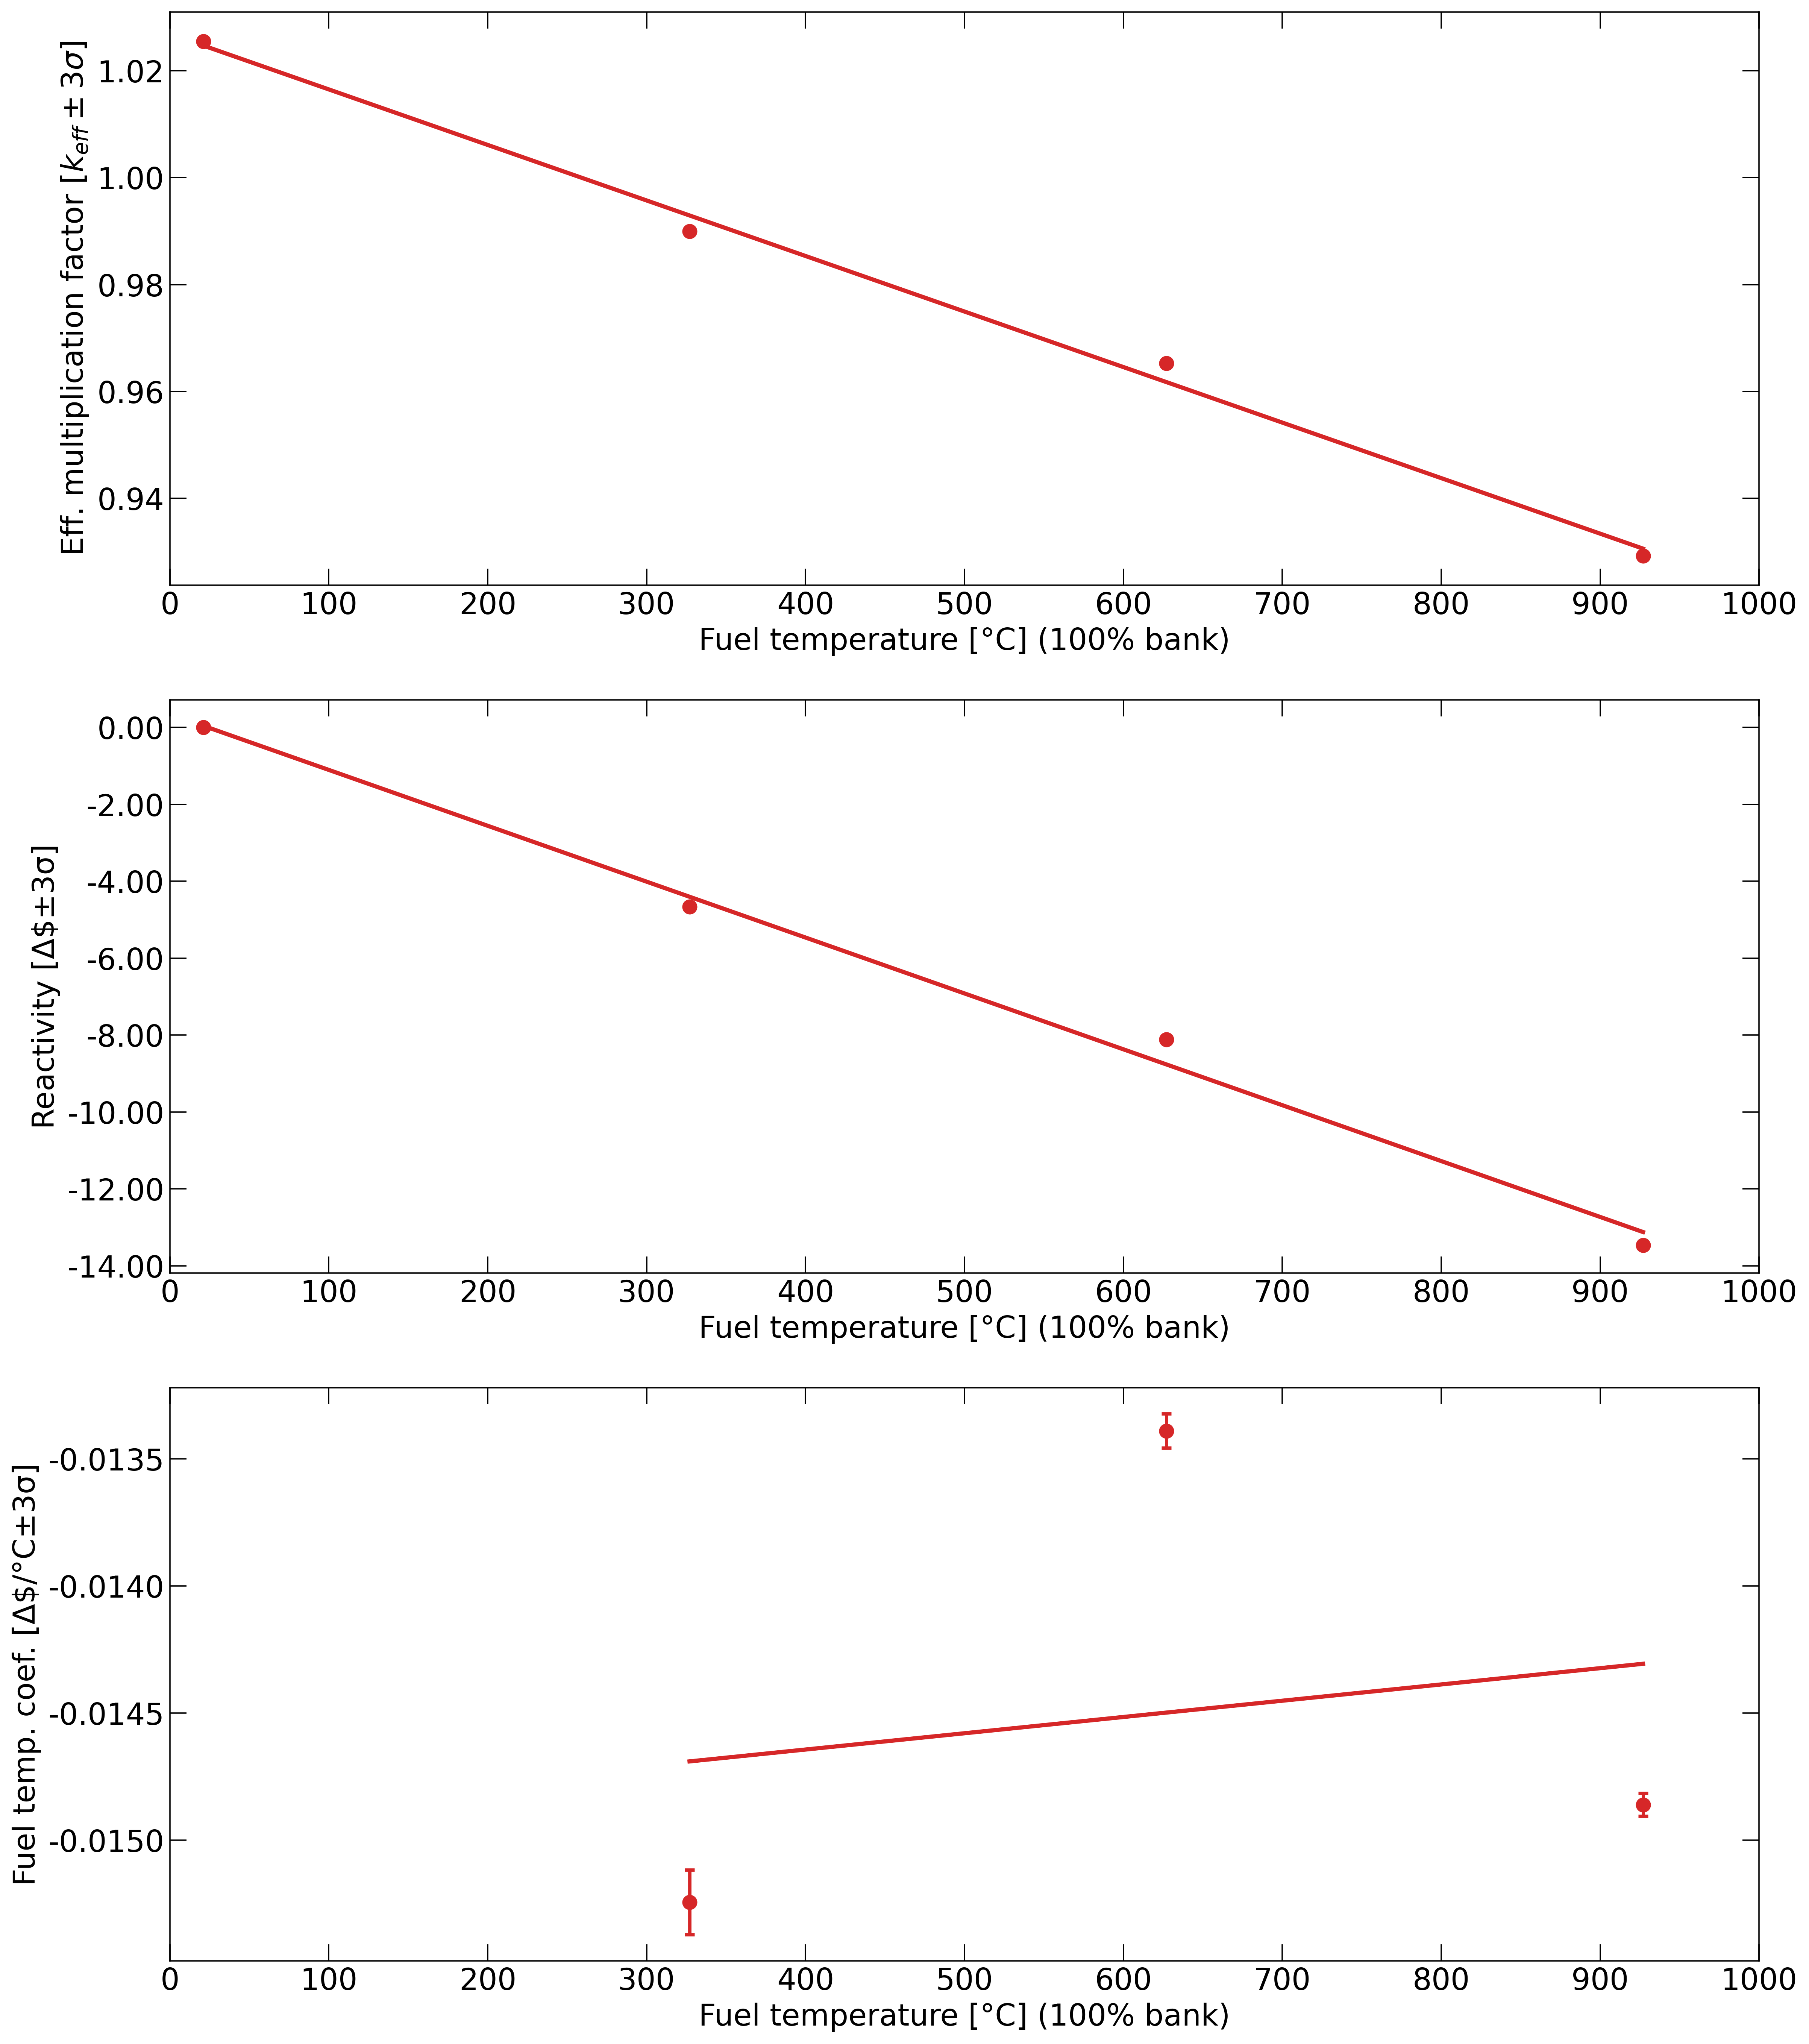 Eff. multiplication factor [k_eff ± 3σ]
1.02
1.00
0.98
0.96
0.94
0 100 200 300 400 500 600 700 800 900 1000
Fuel temperature [°C] (100% bank)
Reactivity [Δ$±3σ]
0.00
-2.00
-4.00
-6.00
-8.00
-10.00
-12.00
-14.00
0 100 200 300 400 500 600 700 800 900 1000
Fuel temperature [°C] (100% bank)
Fuel temp. coef. [Δ$/°C±3σ]
-0.0135
-0.0140
-0.0145
-0.0150
0 100 200 300 400 500 600 700 800 900 1000
Fuel temperature [°C] (100% bank)